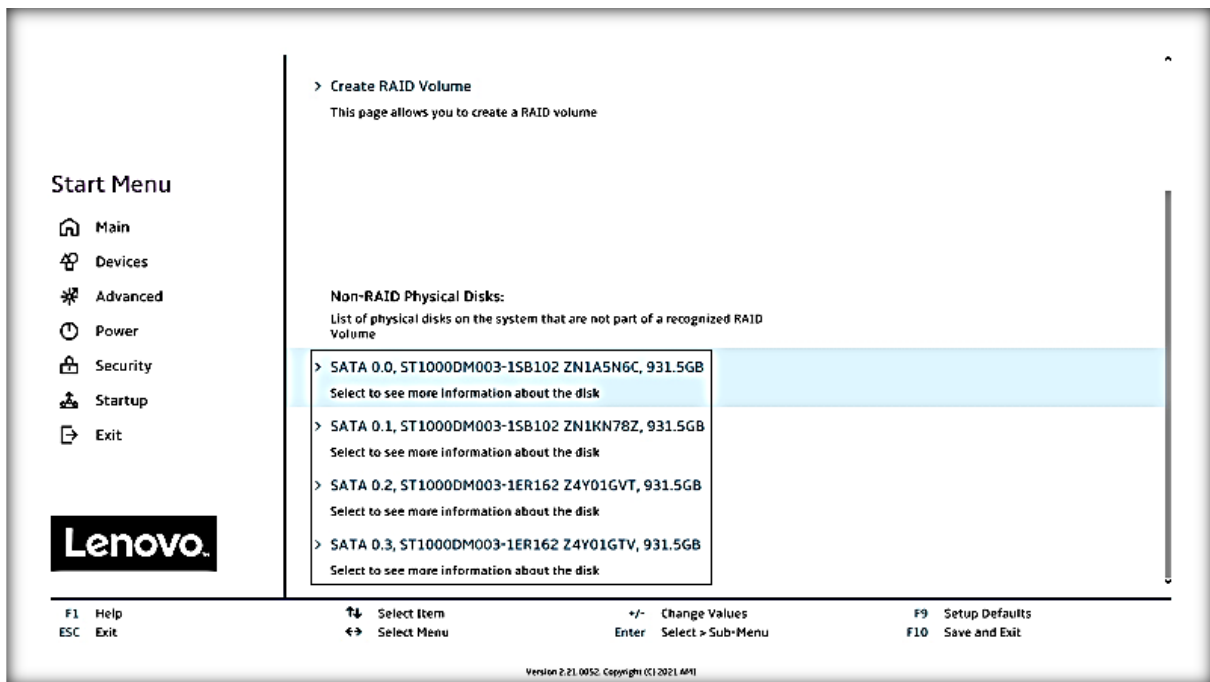 Create RAID Volume
This page allows you to create a RAID volume
Start Menu
Main
Devices
Advanced
Power
Security
Startup
Exit
Non-RAID Physical Disks:
List of physical disks on the system that are not part of a recognized RAID
Volume
> SATA 0.0, ST1000DM003-1SB102 ZN1A5N6C, 931.5GB
Select to see more information about the disk
> SATA 0.1, ST1000DM003-1SB102 ZN1KN78Z, 931.5GB
Select to see more information about the disk
> SATA 0.2, ST1000DM003-1ER162 Z4Y01GVT, 931.5GB
Select to see more information about the disk
> SATA 0.3, ST1000DM003-1ER162 Z4Y01GTV, 931.5GB
Select to see more information about the disk
Lenovo.
F1 Help
ESC Exit
↑↓ Select Item
↔ Select Menu
+/- Change Values
Enter Select > Sub-Menu
F9 Setup Defaults
F10 Save and Exit
Version 2.21.0052. Copyright (C) 2021 AMI